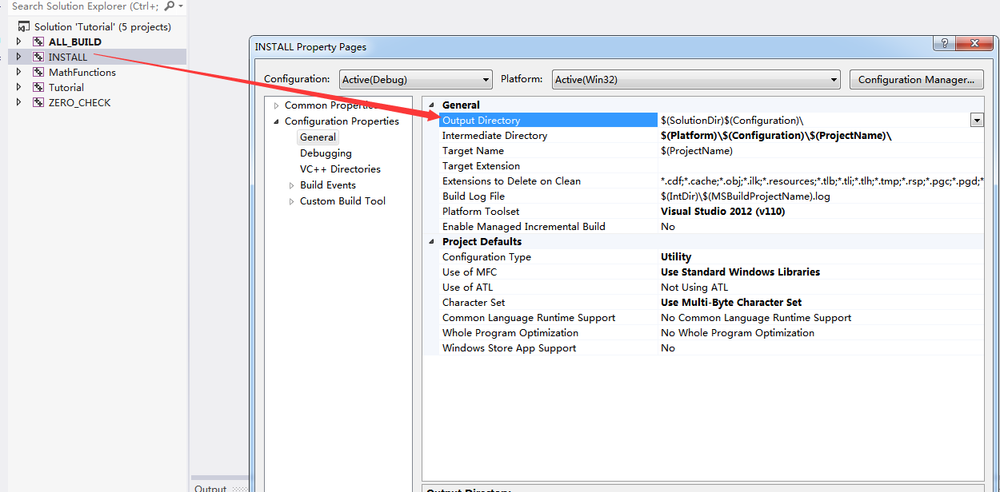 Search Solution Explorer (Ctrl+;
Solution 'Tutorial' (5 projects)
ALL_BUILD
INSTALL
MathFunctions
Tutorial
ZERO_CHECK
INSTALL Property Pages
Configuration: Active(Debug) Platform: Active(Win32) Configuration Manager...
Common Properties
Configuration Properties
General
Debugging
VC++ Directories
Build Events
Custom Build Tool
General
Output Directory $(SolutionDir)$(Configuration)\
Intermediate Directory $(Platform)\$(Configuration)\$(ProjectName)\
Target Name $(ProjectName)
Target Extension
Extensions to Delete on Clean *.cdf;*.cache;*.obj;*.ilk;*.resources;*.tlb;*.tli;*.tlh;*.tmp;*.rsp;*.pgc;*.pgd;*
Build Log File $(IntDir)\$(MSBuildProjectName).log
Platform Toolset Visual Studio 2012 (v110)
Enable Managed Incremental Build No
Project Defaults
Configuration Type Utility
Use of MFC Use Standard Windows Libraries
Use of ATL Not Using ATL
Character Set Use Multi-Byte Character Set
Common Language Runtime Support No Common Language Runtime Support
Whole Program Optimization No Whole Program Optimization
Windows Store App Support No
Output Directory
Output